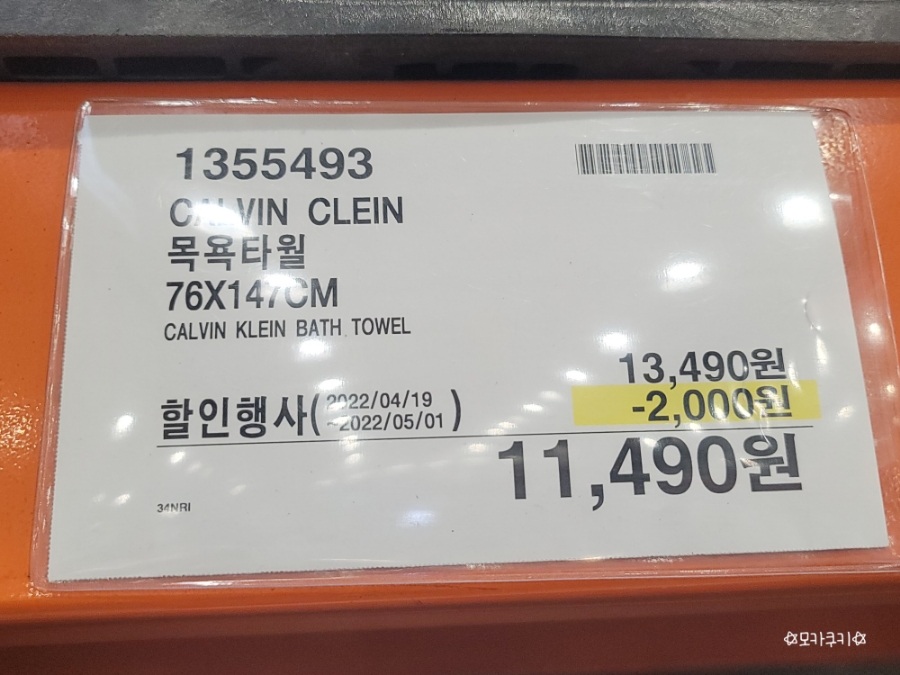 1355493
CALVIN CLEIN
목욕타월
76X147CM
CALVIN KLEIN BATH TOWEL
13,490원
할인행사( 2022/04/19 ~2022/05/01 ) -2,000원
11,490원
34NRI
✡모카쿠키✡